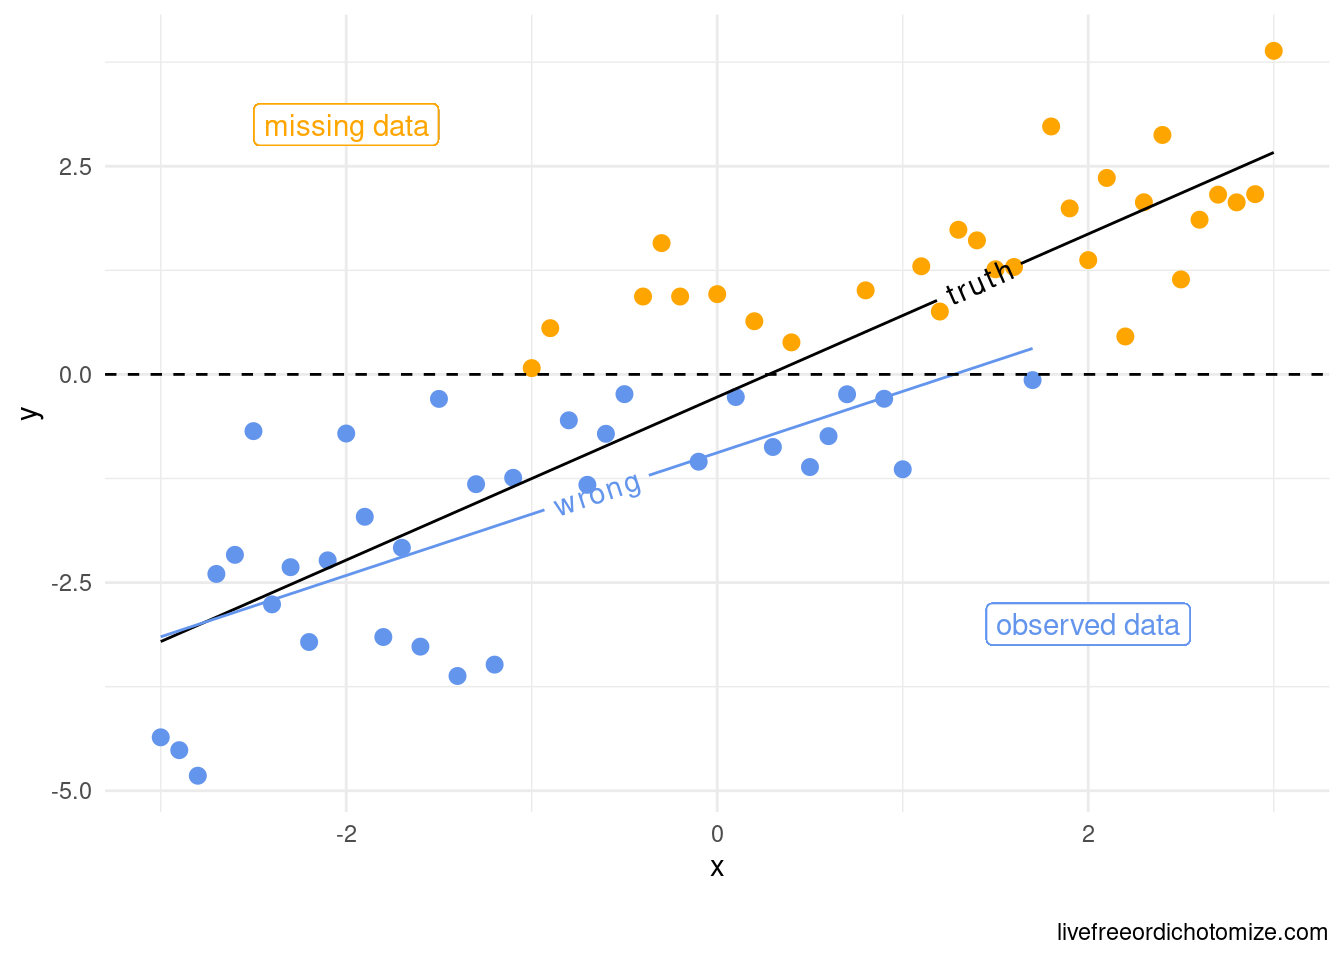 missing data
2.5
truth
0.0
y
wrong
-2.5
observed data
-5.0
-2
0
2
x
livefreeordichotomize.com